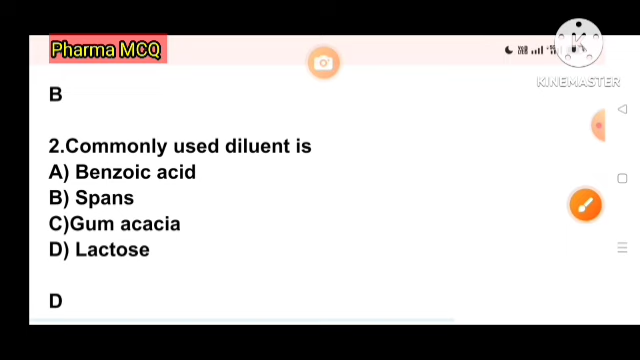 Pharma MCQ
KINEMASTER
B
2.Commonly used diluent is
A) Benzoic acid
B) Spans
C)Gum acacia
D) Lactose
D